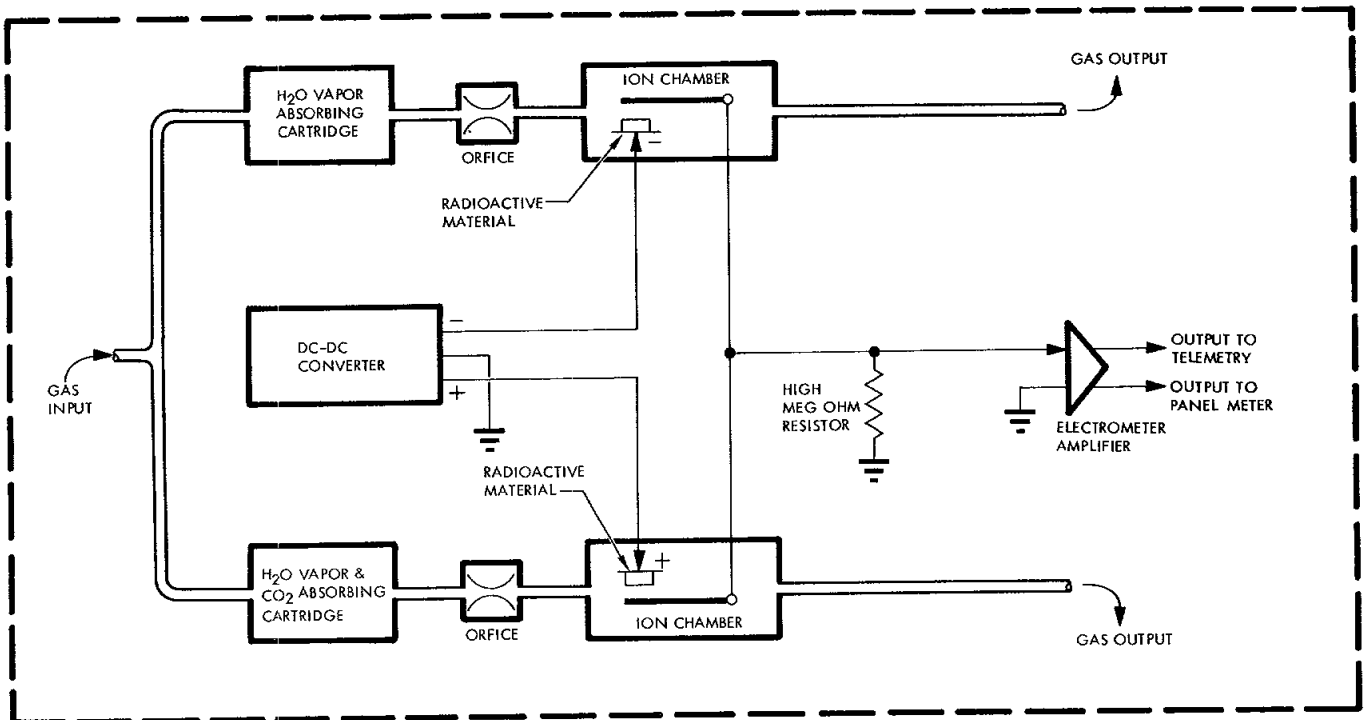 H2O VAPOR
ABSORBING
CARTRIDGE
ORFICE
ION CHAMBER
−
RADIOACTIVE
MATERIAL
GAS OUTPUT
GAS
INPUT
DC-DC
CONVERTER
−
+
HIGH
MEG OHM
RESISTOR
ELECTROMETER
AMPLIFIER
OUTPUT TO
TELEMETRY
OUTPUT TO
PANEL METER
RADIOACTIVE
MATERIAL
H2O VAPOR &
CO2 ABSORBING
CARTRIDGE
ORFICE
+
ION CHAMBER
GAS OUTPUT